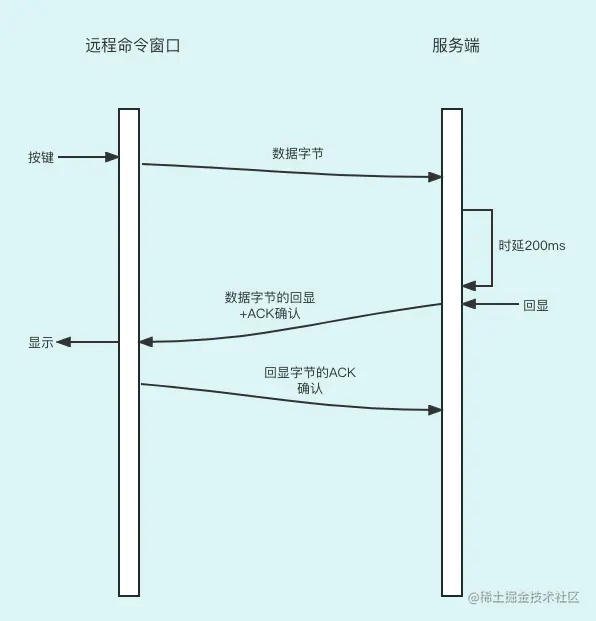 远程命令窗口
服务端
按键
数据字节
时延200ms
数据字节的回显
+ACK确认
回显
显示
回显字节的ACK
确认
@稀土掘金技术社区